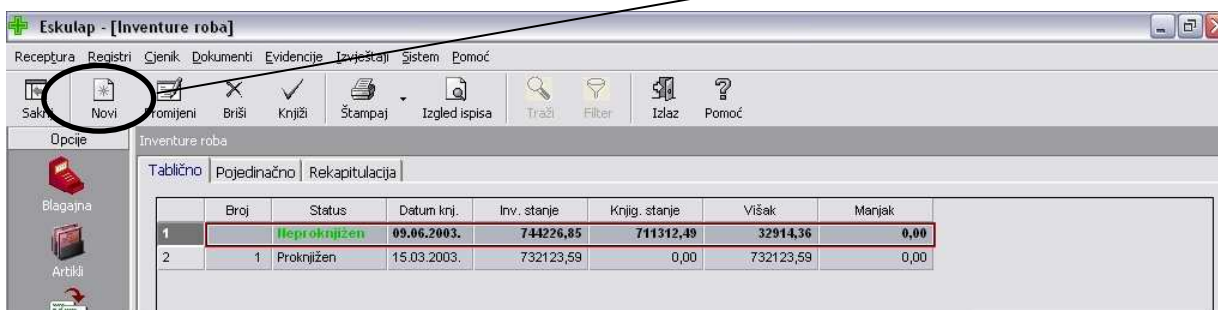 Eskulap - [Inventure roba]
Receptura Registri Cjenik Dokumenti Evidencije Izvještaji Sistem Pomoć
Novi Promijeni Briši Knjiži Štampaj Izgled ispisa Traži Filter Izlaz Pomoć
Opcije Inventure roba
Tablično Pojedinačno Rekapitulacija
Blagajna
Broj Status Datum knj. Inv. stanje Knjig. stanje Višak Manjak
1 Neproknjižen 09.06.2003. 744226,85 711312,49 32914,36 0,00
2 1 Proknjižen 15.03.2003. 732123,59 0,00 732123,59 0,00
Artikli